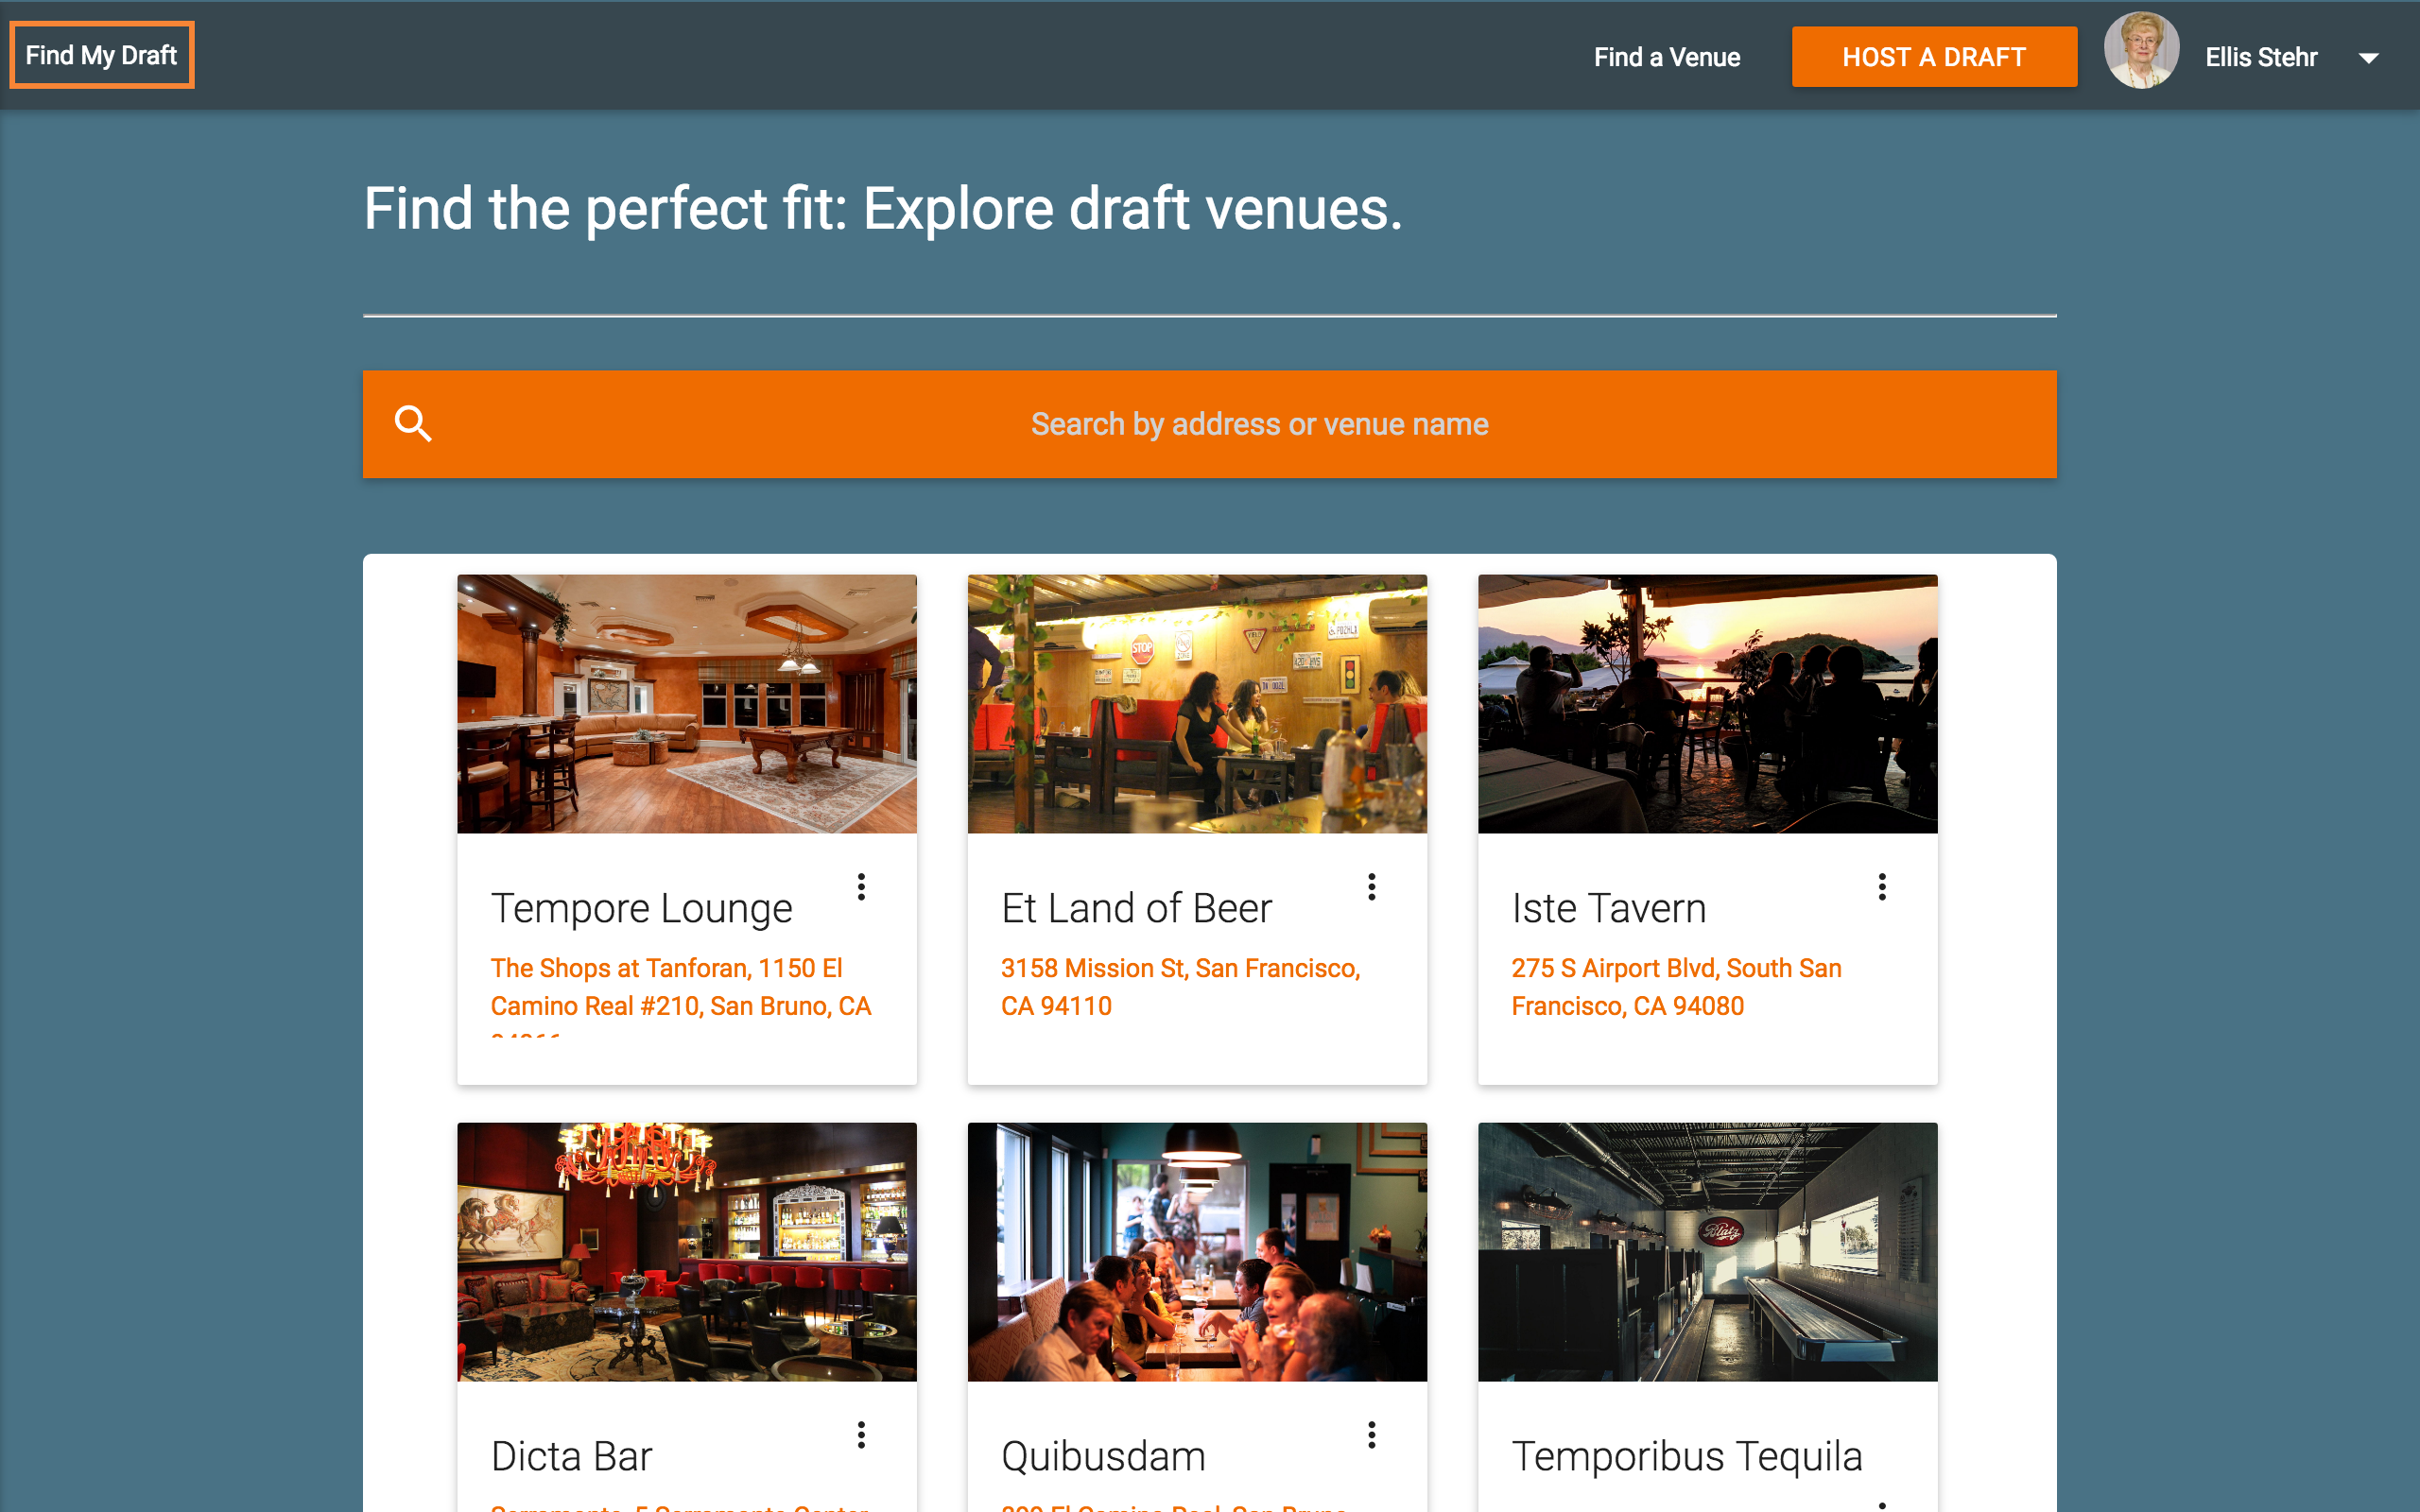 Find My Draft
Find a Venue
HOST A DRAFT
Ellis Stehr
Find the perfect fit: Explore draft venues.
Search by address or venue name
STOP
Tempore Lounge
The Shops at Tanforan, 1150 El
Camino Real #210, San Bruno, CA
Et Land of Beer
3158 Mission St, San Francisco,
CA 94110
Iste Tavern
275 S Airport Blvd, South San
Francisco, CA 94080
Blatz
Dicta Bar
Quibusdam
Temporibus Tequila